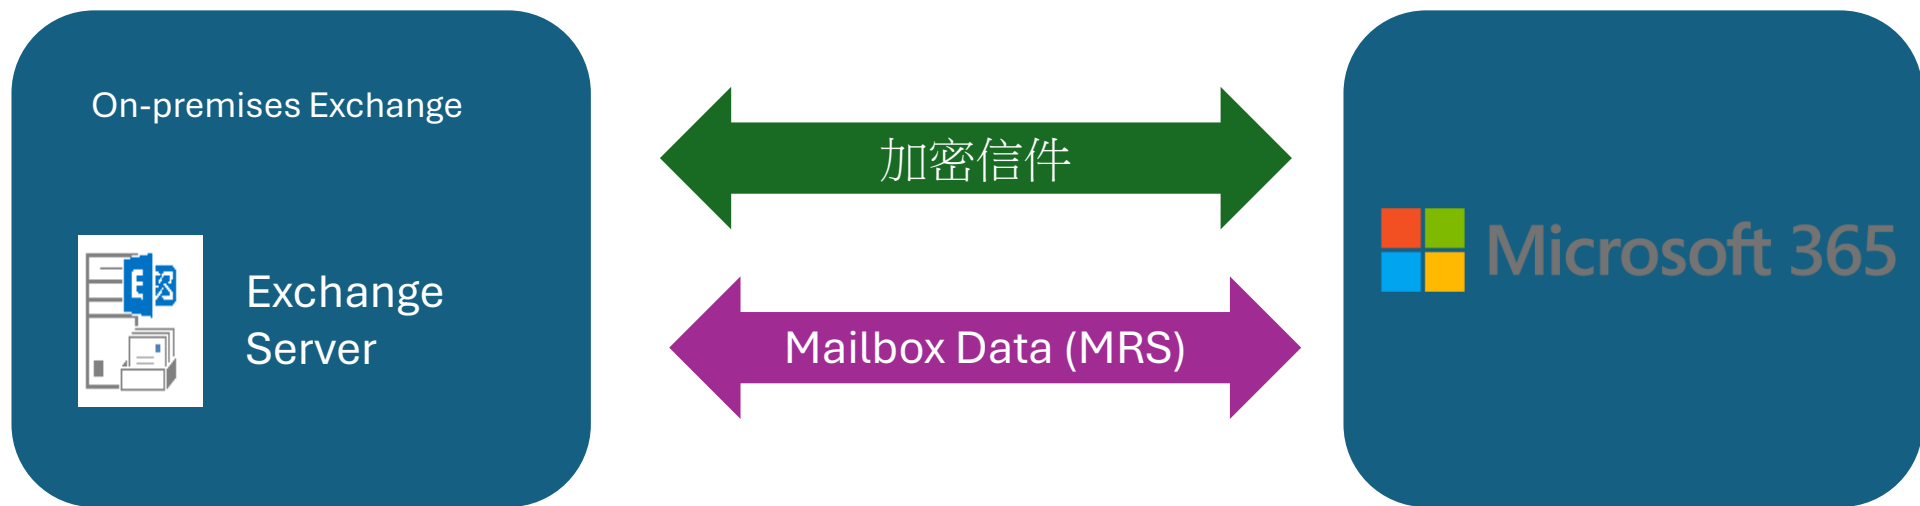 On-premises Exchange
加密信件
Microsoft 365
E
Exchange
Server
Mailbox Data (MRS)